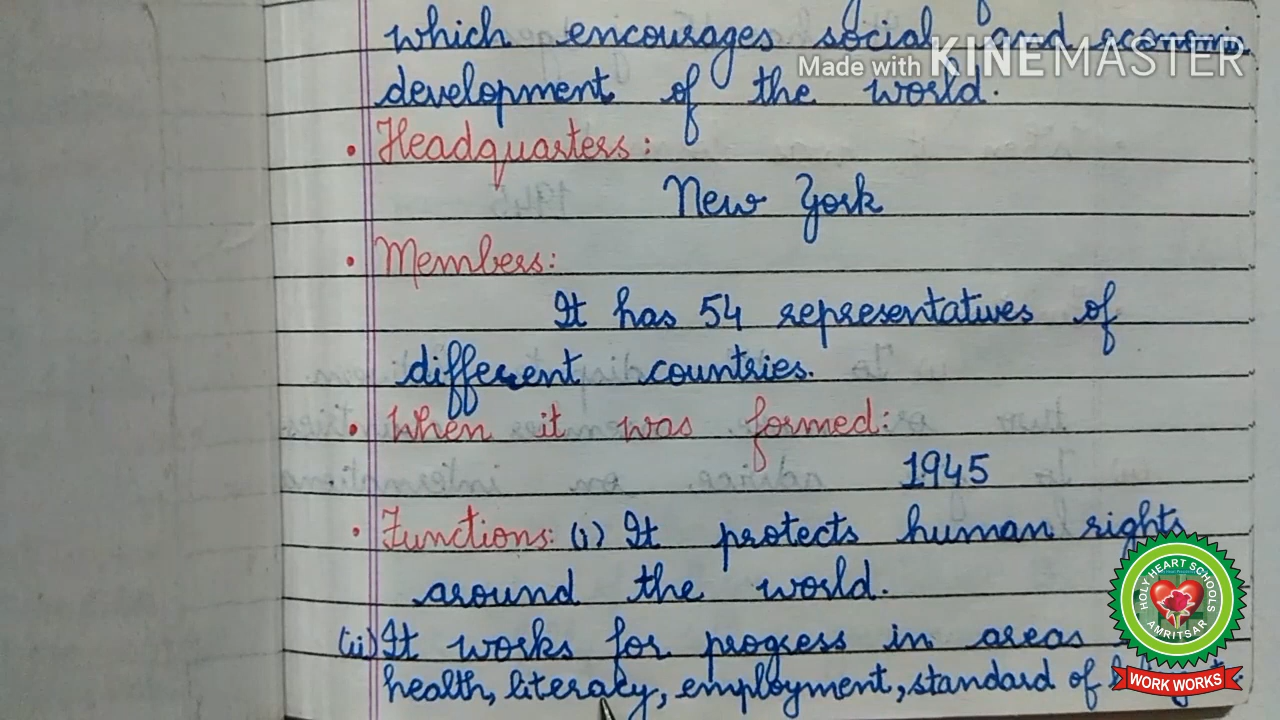 which encourages social and economic
Made with KINEMASTER
development of the world.
• Headquarters:
New York
• Members:
It has 54 representatives of
different countries.
• When it was formed:
1945
• Functions: (i) It protects human rights
around the world.
(ii) It works for progress in areas
health, literacy, employment, standard of
HOLY HEART SCHOOLS
AMRITSAR
WORK WORKS